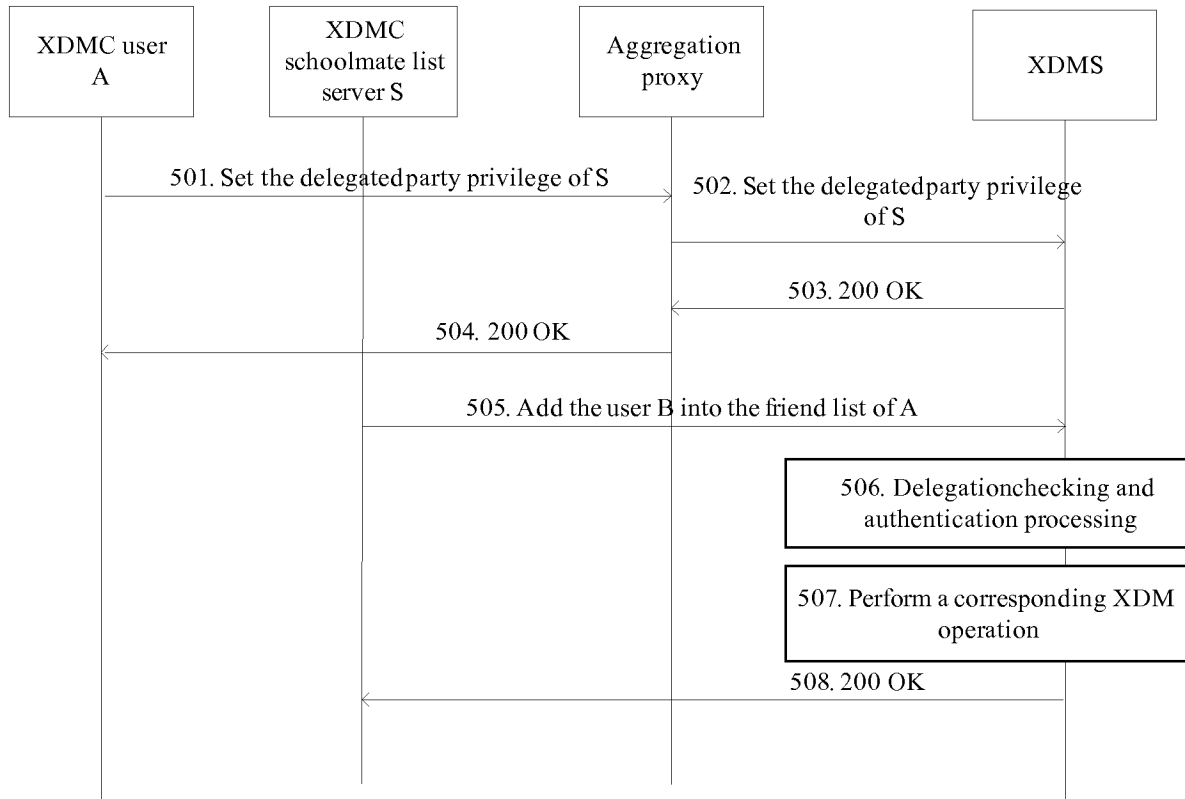 XDMC user
A
XDMC
schoolmate list
server S
Aggregation
proxy
XDMS
501. Set the delegatedparty privilege of S
502. Set the delegatedparty privilege
of S
503. 200 OK
504. 200 OK
505. Add the user B into the friend list of A
506. Delegationchecking and
authentication processing
507. Perform a corresponding XDM
operation
508. 200 OK